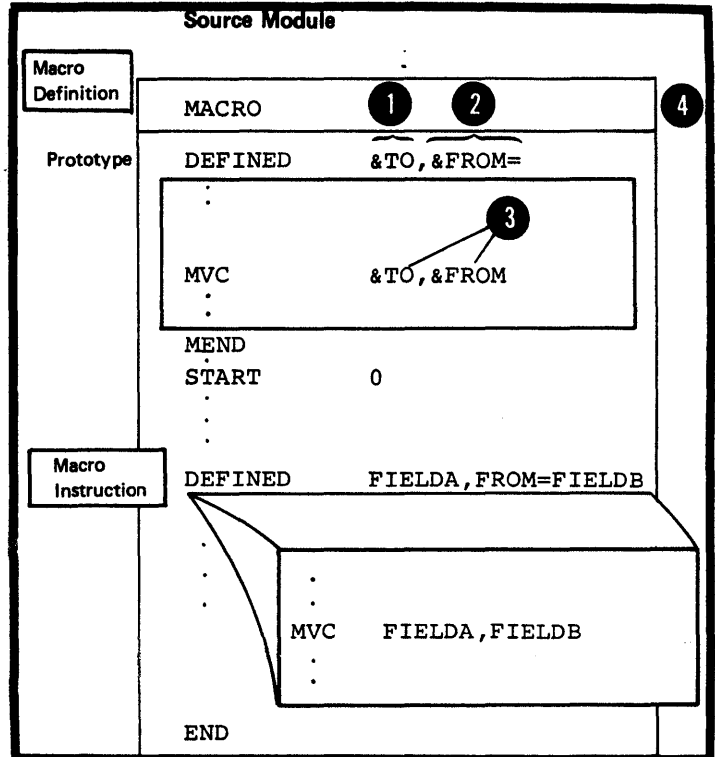 Source Module
Macro
Definition
MACRO 1 2 4
Prototype DEFINED &TO,&FROM=
3
MVC &TO,&FROM
MEND
START 0
Macro
Instruction
DEFINED FIELDA,FROM=FIELDB
MVC FIELDA,FIELDB
END